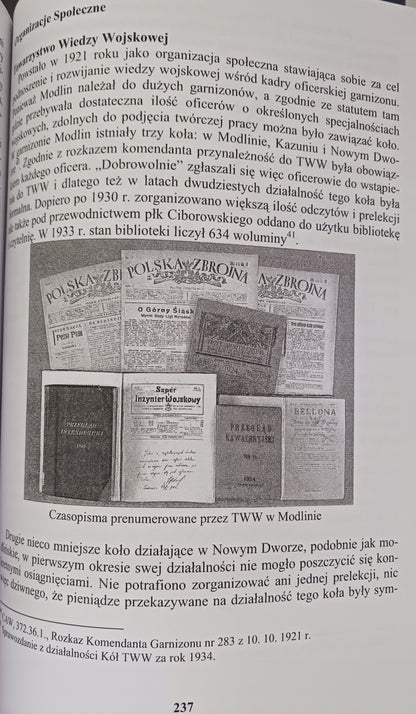 Organizacje Społeczne
Towarzystwo Wiedzy Wojskowej
Powstało w 1921 roku jako organizacja społeczna stawiająca sobie za cel
i rozwijanie wiedzy wojskowej wśród kadry oficerskiej garnizonu.
Modlin należał do dużych garnizonów, a zgodnie ze statutem tam
przebywała dostateczna ilość oficerów o określonych specjalnościach
zdolnych do podjęcia twórczej pracy można było zawiązać koło.
garnizonie Modlin istniały trzy koła: w Modlinie, Kazuniu i Nowym Dwo-
Zgodnie z rozkazem komendanta przynależność do TWW była obowiąz-
każdego oficera. „Dobrowolnie” zgłaszali się więc oficerowie do wstąpie-
do TWW i dlatego też w latach dwudziestych działalność tego koła była
Dopiero po 1930 r. zorganizowano większą ilość odczytów i prelekcji
także pod przewodnictwem płk Ciborowskiego oddano do użytku bibliotekę
czytelnię. W 1933 r. stan biblioteki liczył 634 woluminy41.
POLSKA ZBROJNA
POLSKA ZBROJNA
O Górny Śląsk
1924
Saper
i
Inżynier Wojskowy
PRZEGLĄD
PRZEGLĄD
KAWALERYJSKI
1924
BELLONA
Czasopisma prenumerowane przez TWW w Modlinie
Drugie nieco mniejsze koło działające w Nowym Dworze, podobnie jak mo-
dlińskie, w pierwszym okresie swej działalności nie mogło poszczycić się kon-
osiągnięciami. Nie potrafiono zorganizować ani jednej prelekcji, nic
więc dziwnego, że pieniądze przekazywane na działalność tego koła były sym-
CAW, 372.36.1., Rozkaz Komendanta Garnizonu nr 283 z 10. 10. 1921 r.
Sprawozdanie z działalności Kół TWW za rok 1934.
237